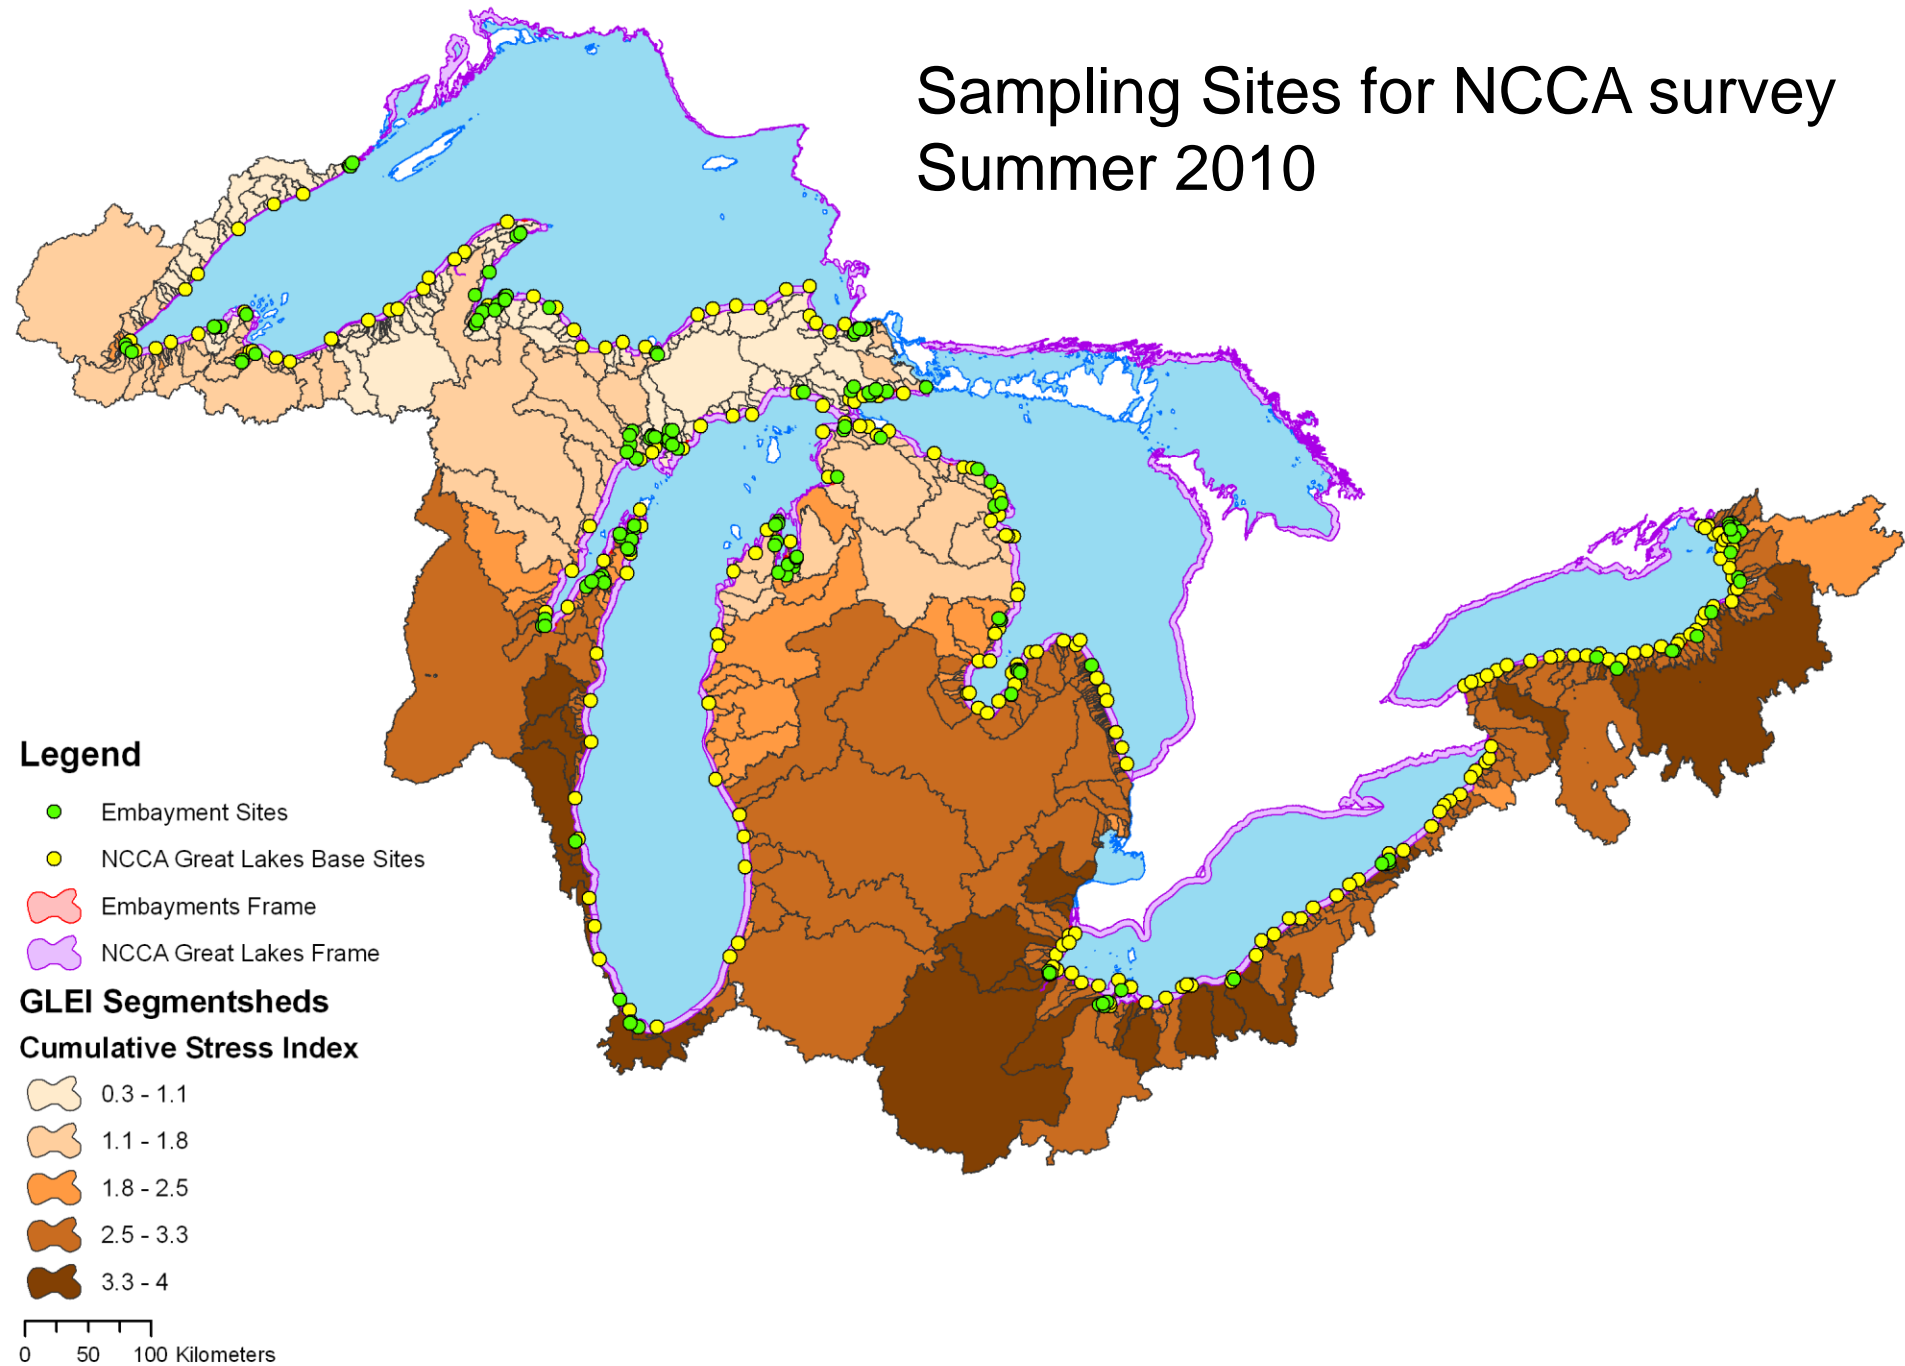 Sampling Sites for NCCA survey
Summer 2010
Legend
Embayment Sites
NCCA Great Lakes Base Sites
Embayments Frame
NCCA Great Lakes Frame
GLEI Segmentsheds
Cumulative Stress Index
0.3 - 1.1
1.1 - 1.8
1.8 - 2.5
2.5 - 3.3
3.3 - 4
0 50 100 Kilometers